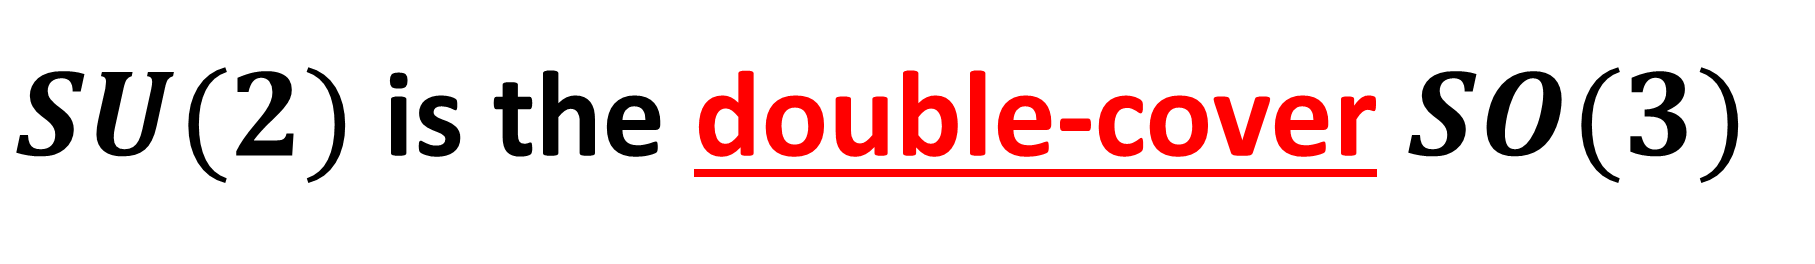 SU(2) is the double-cover SO(3)